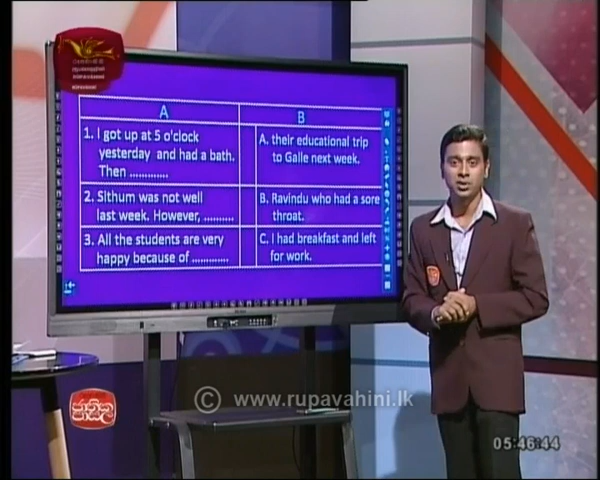 A
B
1. I got up at 5 o'clock
yesterday and had a bath.
Then .............
A. their educational trip
to Galle next week.
2. Sithum was not well
last week. However, ..........
B. Ravindu who had a sore
throat.
3. All the students are very
happy because of .............
C. I had breakfast and left
for work.
© www.rupavahini.lk
05:46:44